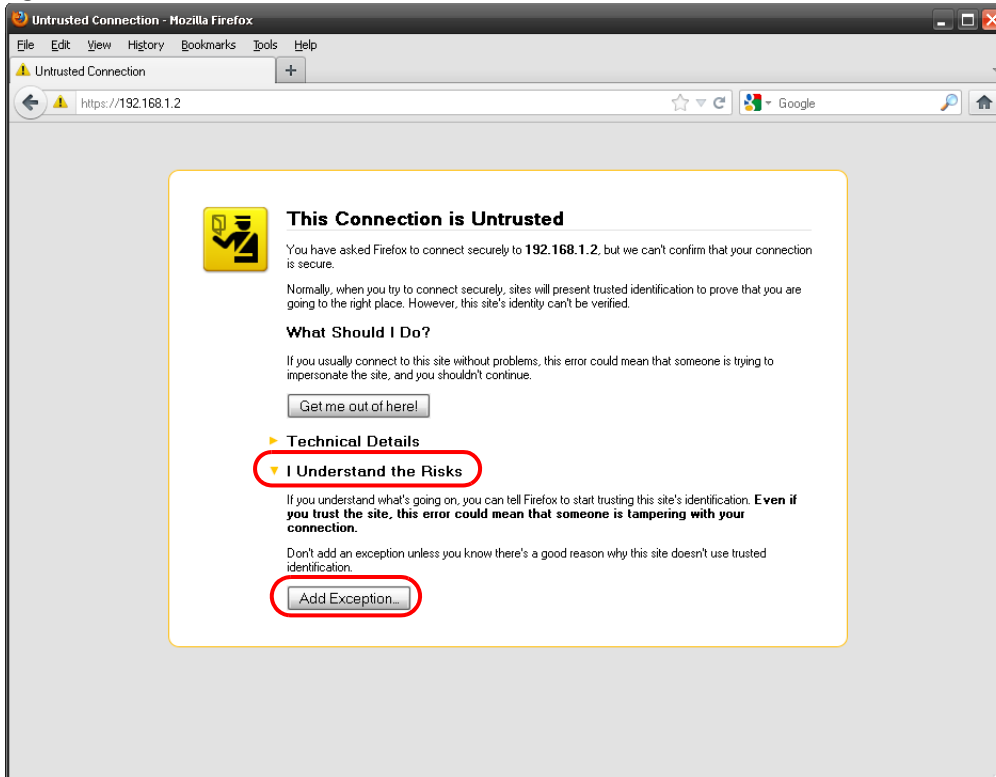 Untrusted Connection - Mozilla Firefox
File Edit View History Bookmarks Tools Help
Untrusted Connection
https://192.168.1.2
Google
This Connection is Untrusted
You have asked Firefox to connect securely to 192.168.1.2, but we can't confirm that your connection
is secure.
Normally, when you try to connect securely, sites will present trusted identification to prove that you are
going to the right place. However, this site's identity can't be verified.
What Should I Do?
If you usually connect to this site without problems, this error could mean that someone is trying to
impersonate the site, and you shouldn't continue.
Get me out of here!
Technical Details
I Understand the Risks
If you understand what's going on, you can tell Firefox to start trusting this site's identification. Even if
you trust the site, this error could mean that someone is tampering with your
connection.
Don't add an exception unless you know there's a good reason why this site doesn't use trusted
identification.
Add Exception...